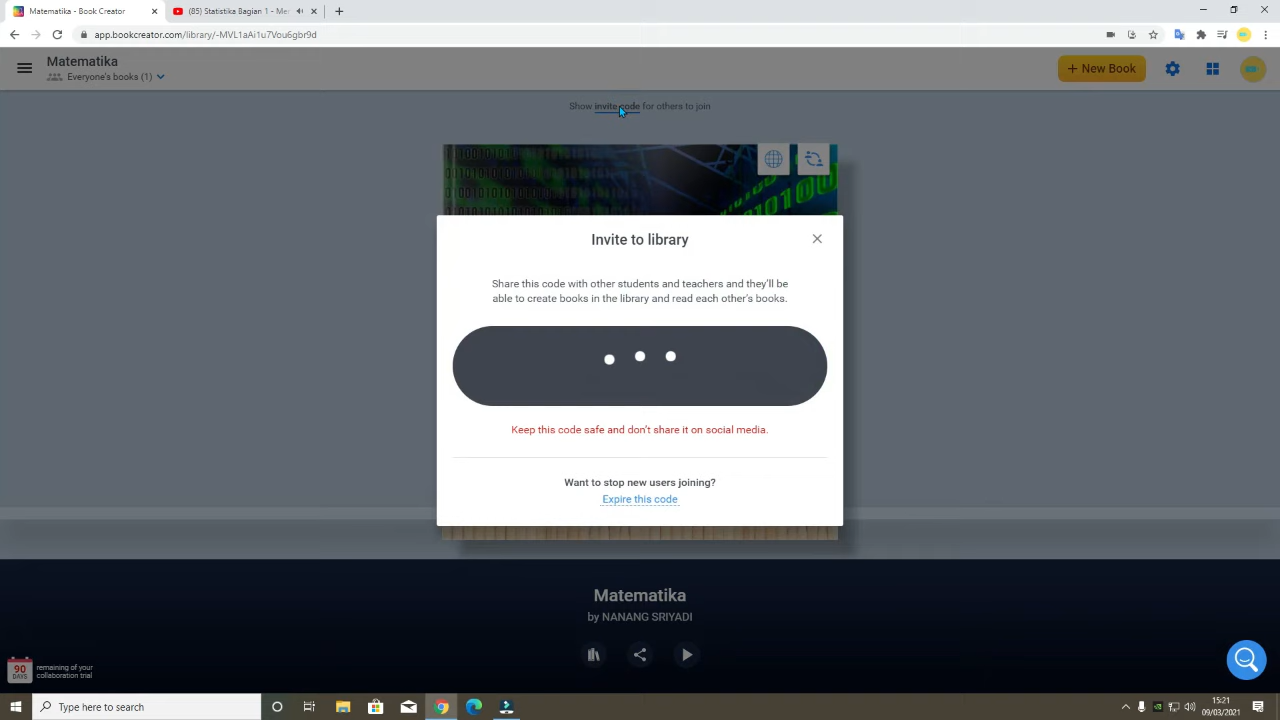 Matematika - Book Creator
(85) Statistika Bagian 1 - Me
app.bookcreator.com/library/-MVL1aAi1u7Vou6gbr9d
Matematika
Everyone's books (1)
+ New Book
Show invite code for others to join
Invite to library
Share this code with other students and teachers and they'll be
able to create books in the library and read each other's books.
Keep this code safe and don't share it on social media.
Want to stop new users joining?
Expire this code
Matematika
by NANANG SRIYADI
90
DAYS
remaining of your
collaboration trial
Type here to search
15:21
09/03/2021